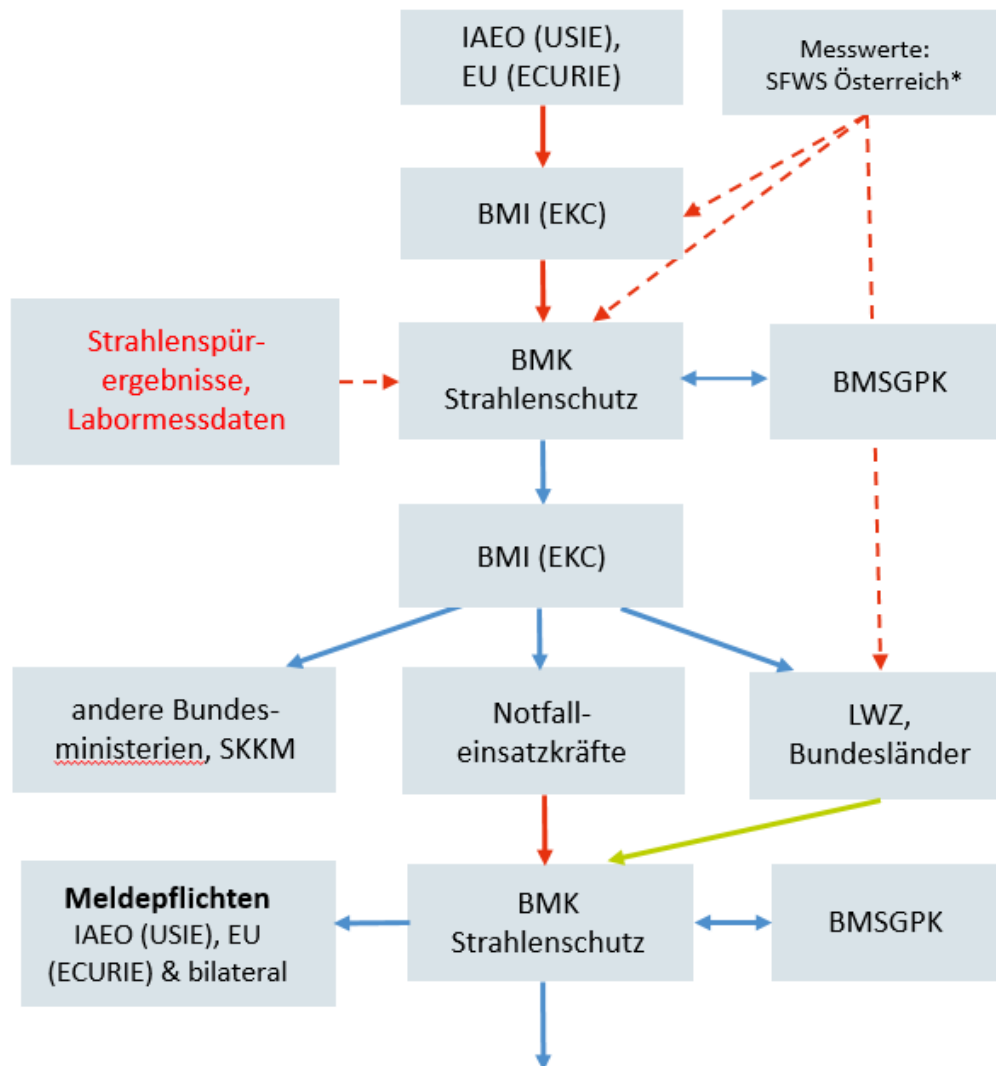 IAEO (USIE),
EU (ECURIE)
Messwerte:
SFWS Österreich*
BMI (EKC)
Strahlenspür-
ergebnisse,
Labormessdaten
BMK
Strahlenschutz
BMSGPK
BMI (EKC)
andere Bundes-
ministerien, SKKM
Notfall-
einsatzkräfte
LWZ,
Bundesländer
Meldepflichten
IAEO (USIE), EU
(ECURIE) & bilateral
BMK
Strahlenschutz
BMSGPK